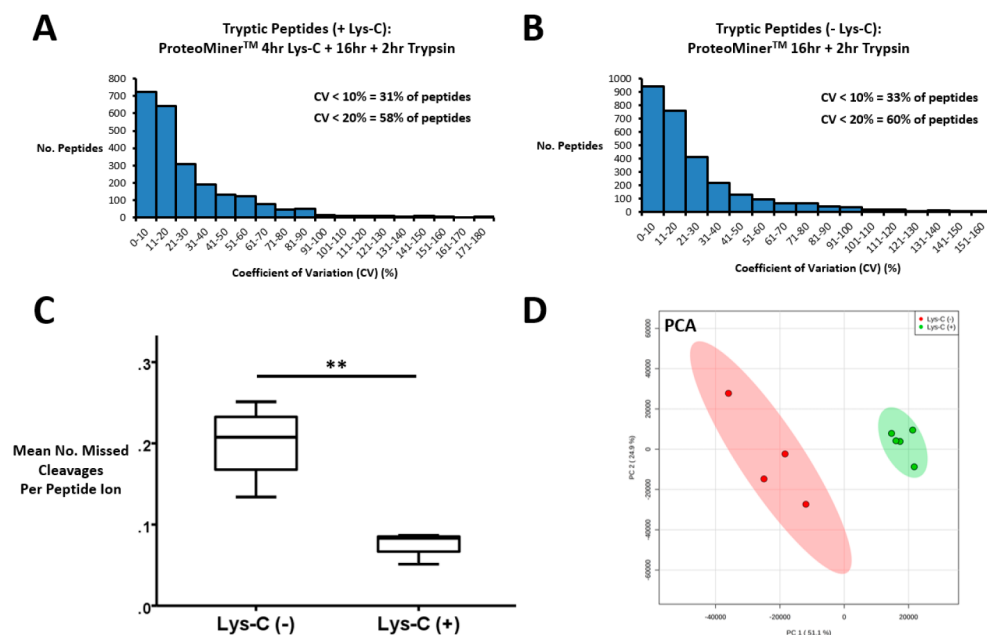 A
Tryptic Peptides (+ Lys-C):
ProteoMiner™ 4hr Lys-C + 16hr + 2hr Trypsin
800
700
600
500
400
300
200
100
0
No. Peptides
CV < 10% = 31% of peptides
CV < 20% = 58% of peptides
0-10
11-20
21-30
31-40
41-50
51-60
61-70
71-80
81-90
91-100
101-110
111-120
121-130
131-140
141-150
151-160
161-170
171-180
Coefficient of Variation (CV) (%)
B
Tryptic Peptides (- Lys-C):
ProteoMiner™ 16hr + 2hr Trypsin
1000
900
800
700
600
500
400
300
200
100
0
No. Peptides
CV < 10% = 33% of peptides
CV < 20% = 60% of peptides
0-10
11-20
21-30
31-40
41-50
51-60
61-70
71-80
81-90
91-100
101-110
111-120
121-130
131-140
141-150
151-160
Coefficient of Variation (CV) (%)
C
.3
.2
.1
.0
**
Mean No. Missed
Cleavages
Per Peptide Ion
Lys-C (-)
Lys-C (+)
D
PCA
Lys-C (-)
Lys-C (+)
60000
40000
20000
0
-20000
-40000
-60000
PC 2 ( 24.9 %)
-40000
-20000
0
20000
PC 1 ( 51.1 %)